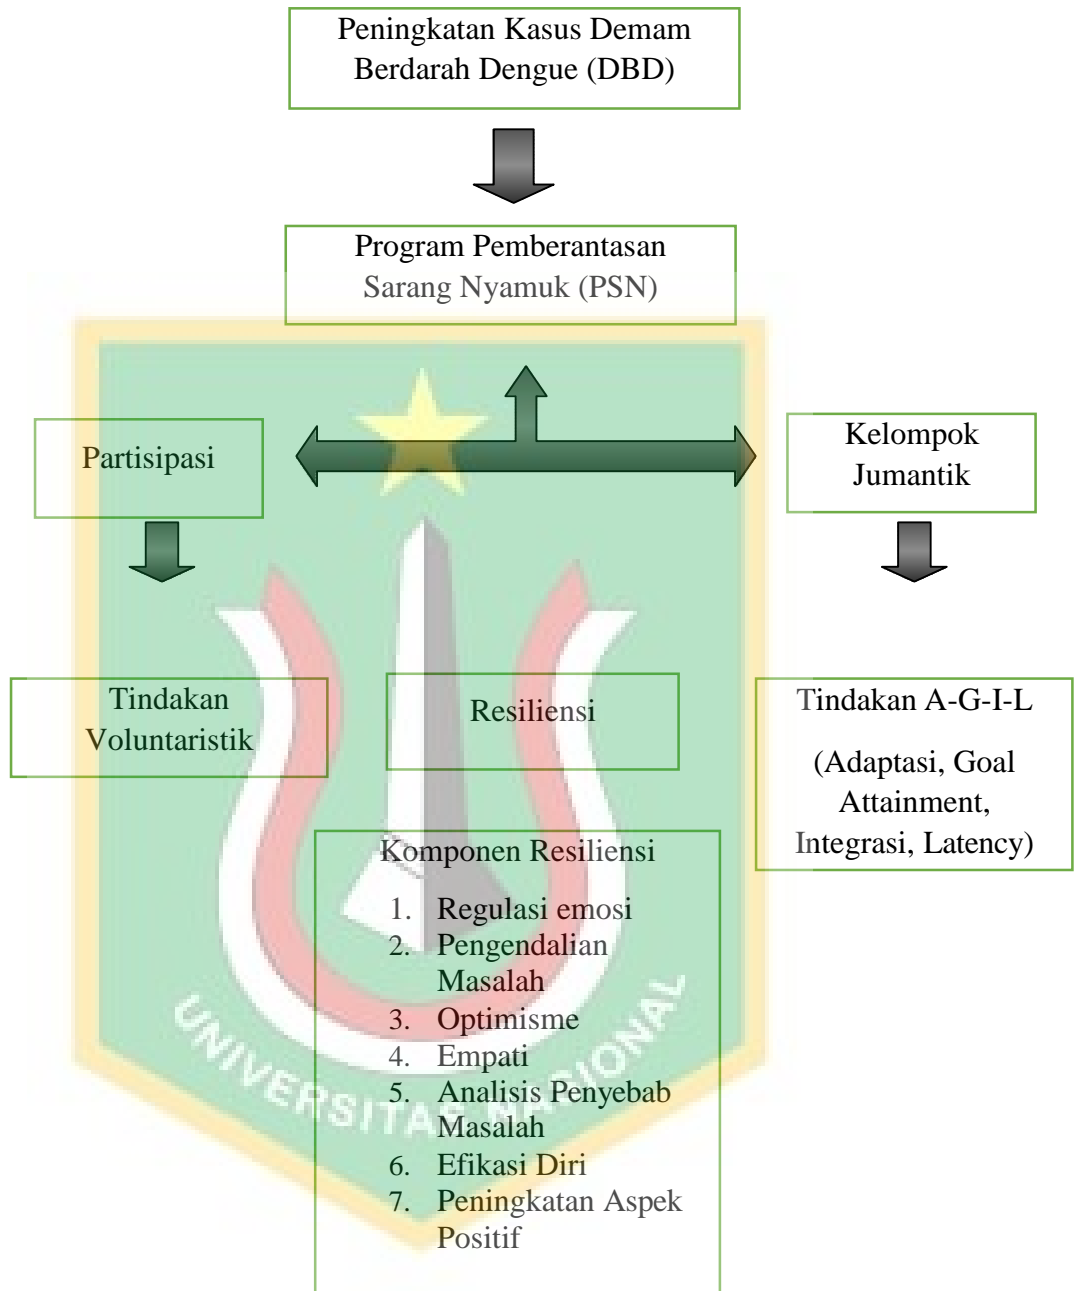 Peningkatan Kasus Demam
Berdarah Dengue (DBD)
Program Pemberantasan
Sarang Nyamuk (PSN)
Partisipasi
Kelompok
Jumantik
Tindakan
Voluntaristik
Resiliensi
Tindakan A-G-I-L
(Adaptasi, Goal
Attainment,
Integrasi, Latency)
Komponen Resiliensi
1. Regulasi emosi
2. Pengendalian
Masalah
3. Optimisme
4. Empati
5. Analisis Penyebab
Masalah
6. Efikasi Diri
7. Peningkatan Aspek
Positif
UNIVERSITAS NASIONAL